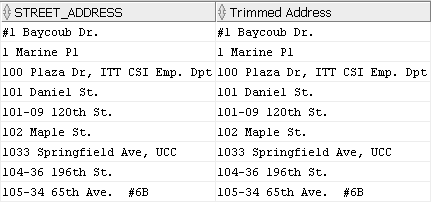 STREET_ADDRESS Trimmed Address
#1 Baycoub Dr. #1 Baycoub Dr.
1 Marine Pl 1 Marine Pl
100 Plaza Dr, ITT CSI Emp. Dpt 100 Plaza Dr, ITT CSI Emp. Dpt
101 Daniel St. 101 Daniel St.
101-09 120th St. 101-09 120th St.
102 Maple St. 102 Maple St.
1033 Springfield Ave, UCC 1033 Springfield Ave, UCC
104-36 196th St. 104-36 196th St.
105-34 65th Ave.  #6B 105-34 65th Ave.  #6B